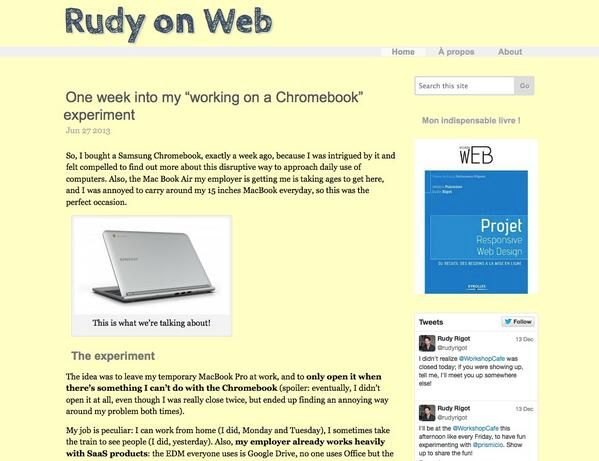 Rudy on Web
Home À propos About
One week into my “working on a Chromebook”
experiment
Jun 27 2013
So, I bought a Samsung Chromebook, exactly a week ago, because I was intrigued by it and
felt compelled to find out more about this disruptive way to approach daily use of
computers. Also, the Mac Book Air my employer is getting me is taking ages to get here,
and I was annoyed to carry around my 15 inches MacBook everyday, so this was the
perfect occasion.
SAMSUNG
This is what we're talking about!
The experiment
The idea was to leave my temporary MacBook Pro at work, and to only open it when
there’s something I can’t do with the Chromebook (spoiler: eventually, I didn’t
open it at all, even though I was really close twice, but ended up finding an annoying way
around my problem both times).
My job is peculiar: I can work from home (I did, Monday and Tuesday), I sometimes take
the train to see people (I did, yesterday). Also, my employer already works heavily
with SaaS products: the EDM everyone uses is Google Drive, no one uses Office but the
Search this site Go
Mon indispensable livre !
WEB
Projet
Responsive
Web Design
DU RECUEIL DES BESOINS À LA MISE EN LIGNE
EYROLLES
Tweets Follow
Rudy Rigot 13 Dec
@rudyrigot
I didn't realize @WorkshopCafe was
closed today; if you were showing up,
tell me, I'll meet you up somewhere
else!
Rudy Rigot 13 Dec
@rudyrigot
I'll be at the @WorkshopCafe this
afternoon like every Friday, to have fun
experimenting with @prismicio. Show
up to share the fun!